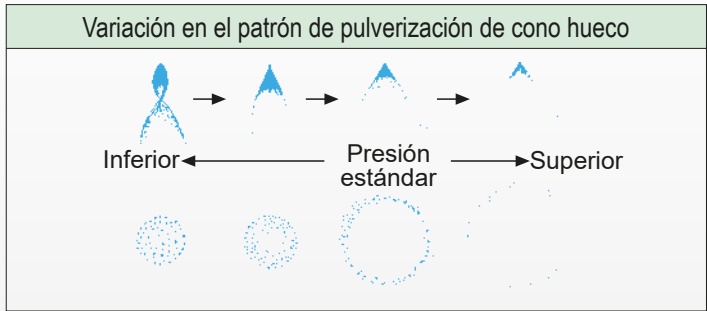 Variación en el patrón de pulverización de cono hueco
Inferior
Presión
estándar
Superior